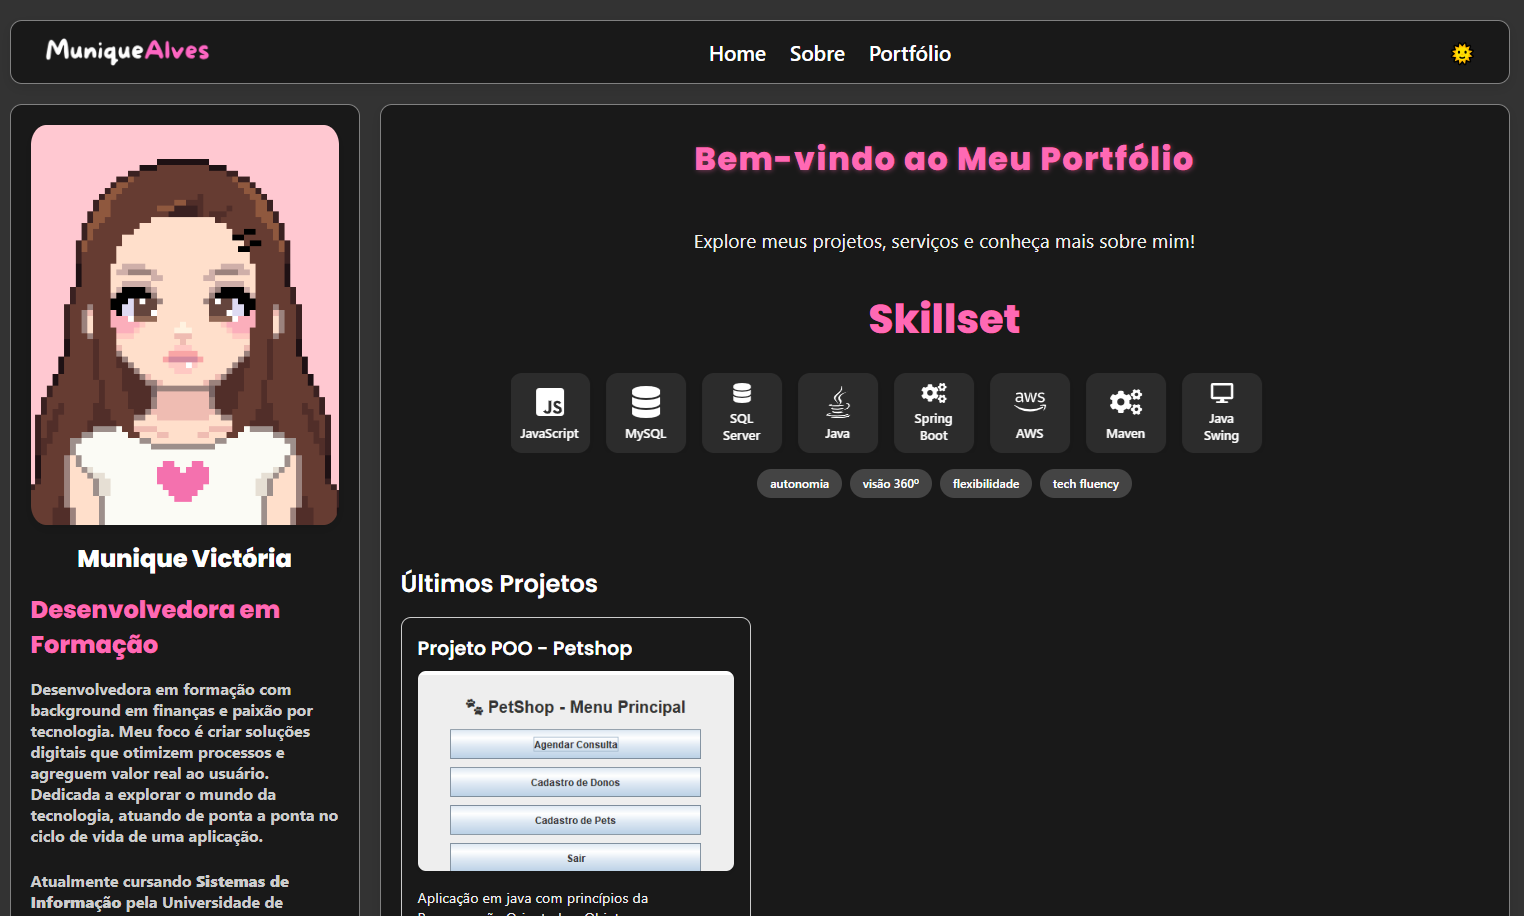 MuniqueAlves
Home Sobre Portfólio
Munique Victória
Desenvolvedora em
Formação
Desenvolvedora em formação com
background em finanças e paixão por
tecnologia. Meu foco é criar soluções
digitais que otimizem processos e
agreguem valor real ao usuário.
Dedicada a explorar o mundo da
tecnologia, atuando de ponta a ponta no
ciclo de vida de uma aplicação.
Atualmente cursando Sistemas de
Informação pela Universidade de
Bem-vindo ao Meu Portfólio
Explore meus projetos, serviços e conheça mais sobre mim!
Skillset
JS
JavaScript
MySQL
SQL
Server
Java
Spring
Boot
aws
AWS
Maven
Java
Swing
autonomia visão 360º flexibilidade tech fluency
Últimos Projetos
Projeto POO - Petshop
PetShop - Menu Principal
Agendar Consulta
Cadastro de Donos
Cadastro de Pets
Sair
Aplicação em java com princípios da